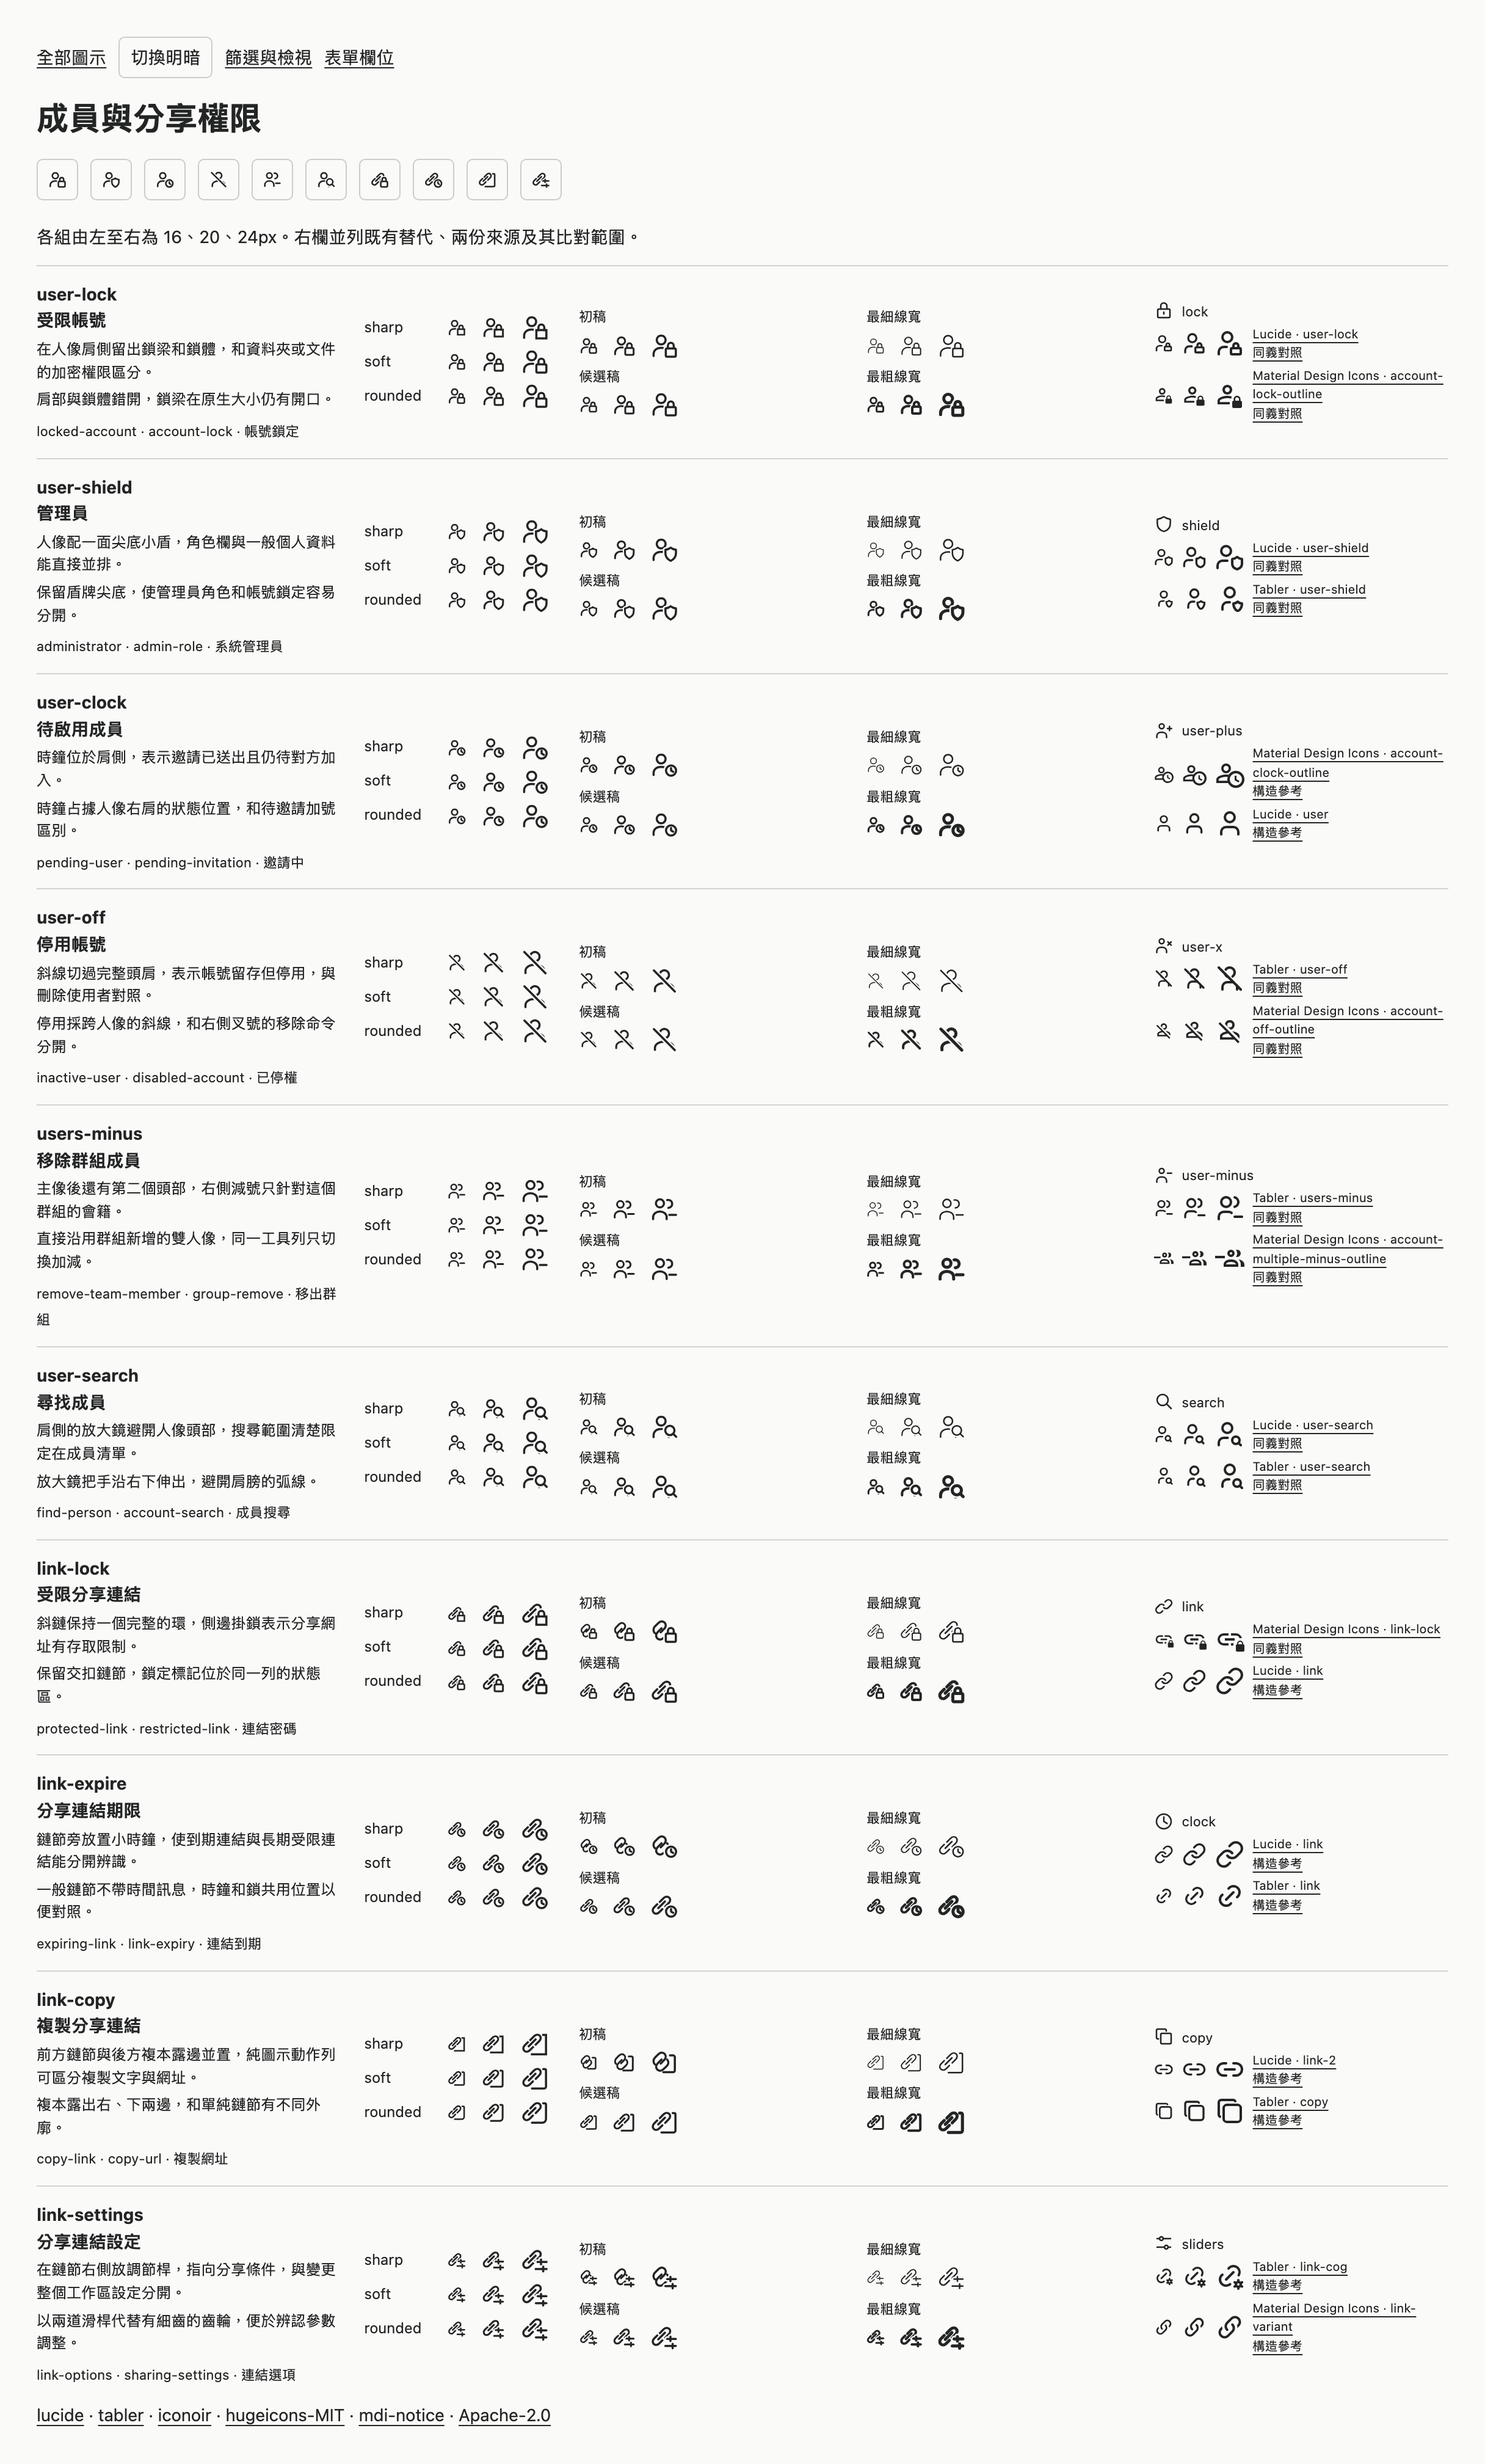 全部圖示 切換明暗 篩選與檢視 表單欄位
成員與分享權限
各組由左至右為 16、20、24px。右欄並列既有替代、兩份來源及其比對範圍。
user-lock
受限帳號
在人像肩側留出鎖梁和鎖體，和資料夾或文件
的加密權限區分。
肩部與鎖體錯開，鎖梁在原生大小仍有開口。
locked-account · account-lock · 帳號鎖定
sharp
soft
rounded
初稿
候選稿
最細線寬
最粗線寬
lock
Lucide · user-lock
同義對照
Material Design Icons · account-
lock-outline
同義對照
user-shield
管理員
人像配一面尖底小盾，角色欄與一般個人資料
能直接並排。
保留盾牌尖底，使管理員角色和帳號鎖定容易
分開。
administrator · admin-role · 系統管理員
sharp
soft
rounded
初稿
候選稿
最細線寬
最粗線寬
shield
Lucide · user-shield
同義對照
Tabler · user-shield
同義對照
user-clock
待啟用成員
時鐘位於肩側，表示邀請已送出且仍待對方加
入。
時鐘占據人像右肩的狀態位置，和待邀請加號
區別。
pending-user · pending-invitation · 邀請中
sharp
soft
rounded
初稿
候選稿
最細線寬
最粗線寬
user-plus
Material Design Icons · account-
clock-outline
構造參考
Lucide · user
構造參考
user-off
停用帳號
斜線切過完整頭肩，表示帳號留存但停用，與
刪除使用者對照。
停用採跨人像的斜線，和右側叉號的移除命令
分開。
inactive-user · disabled-account · 已停權
sharp
soft
rounded
初稿
候選稿
最細線寬
最粗線寬
user-x
Tabler · user-off
同義對照
Material Design Icons · account-
off-outline
同義對照
users-minus
移除群組成員
主像後還有第二個頭部，右側減號只針對這個
群組的會籍。
直接沿用群組新增的雙人像，同一工具列只切
換加減。
remove-team-member · group-remove · 移出群
組
sharp
soft
rounded
初稿
候選稿
最細線寬
最粗線寬
user-minus
Tabler · users-minus
同義對照
Material Design Icons · account-
multiple-minus-outline
同義對照
user-search
尋找成員
肩側的放大鏡避開人像頭部，搜尋範圍清楚限
定在成員清單。
放大鏡把手沿右下伸出，避開肩膀的弧線。
find-person · account-search · 成員搜尋
sharp
soft
rounded
初稿
候選稿
最細線寬
最粗線寬
search
Lucide · user-search
同義對照
Tabler · user-search
同義對照
link-lock
受限分享連結
斜鏈保持一個完整的環，側邊掛鎖表示分享網
址有存取限制。
保留交扣鏈節，鎖定標記位於同一列的狀態
區。
protected-link · restricted-link · 連結密碼
sharp
soft
rounded
初稿
候選稿
最細線寬
最粗線寬
link
Material Design Icons · link-lock
同義對照
Lucide · link
構造參考
link-expire
分享連結期限
鏈節旁放置小時鐘，使到期連結與長期受限連
結能分開辨識。
一般鏈節不帶時間訊息，時鐘和鎖共用位置以
便對照。
expiring-link · link-expiry · 連結到期
sharp
soft
rounded
初稿
候選稿
最細線寬
最粗線寬
clock
Lucide · link
構造參考
Tabler · link
構造參考
link-copy
複製分享連結
前方鏈節與後方複本露邊並置，純圖示動作列
可區分複製文字與網址。
複本露出右、下兩邊，和單純鏈節有不同外
廓。
copy-link · copy-url · 複製網址
sharp
soft
rounded
初稿
候選稿
最細線寬
最粗線寬
copy
Lucide · link-2
構造參考
Tabler · copy
構造參考
link-settings
分享連結設定
在鏈節右側放調節桿，指向分享條件，與變更
整個工作區設定分開。
以兩道滑桿代替有細齒的齒輪，便於辨認參數
調整。
link-options · sharing-settings · 連結選項
sharp
soft
rounded
初稿
候選稿
最細線寬
最粗線寬
sliders
Tabler · link-cog
構造參考
Material Design Icons · link-
variant
構造參考
lucide · tabler · iconoir · hugeicons-MIT · mdi-notice · Apache-2.0